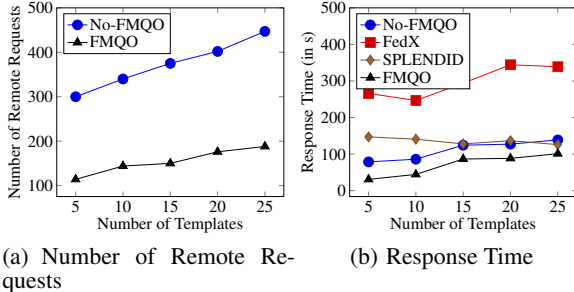 500
400
300
200
100
5 10 15 20 25
Number of Templates
Number of Remote Requests
No-FMQO
FMQO
(a) Number of Remote Re-
quests
500
400
300
200
100
0
5 10 15 20 25
Number of Templates
Response Time (in s)
No-FMQO
FedX
SPLENDID
FMQO
(b) Response Time